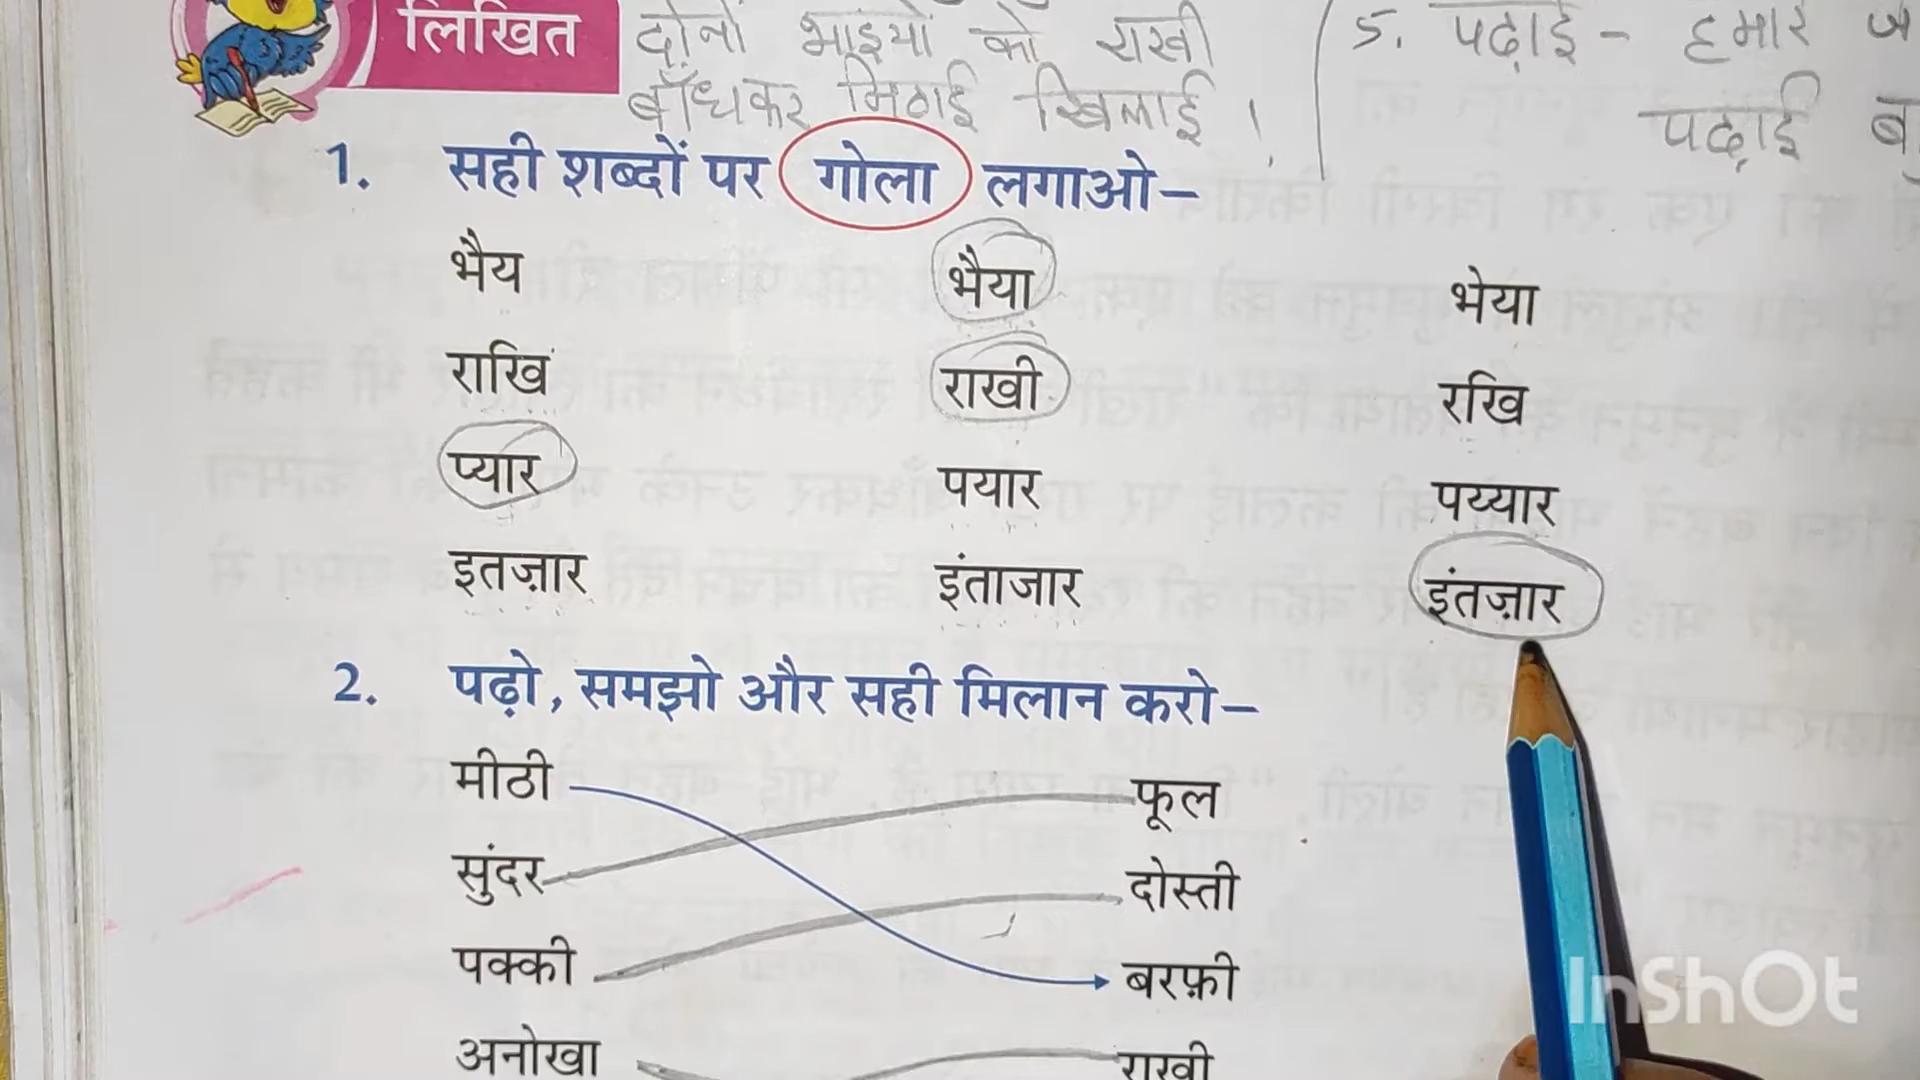 लिखित
दोनों भाइयों को राखी
बाँधकर मिठाई खिलाई।
5. पढ़ाई - हमारे
पढ़ाई
1. सही शब्दों पर गोला लगाओ–
भैय भैया भेया
राखि राखी रखि
प्यार पयार पय्यार
इतज़ार इंताजार इंतज़ार
2. पढ़ो, समझो और सही मिलान करो–
मीठी फूल
सुंदर दोस्ती
पक्की बरफ़ी
अनोखा राखी
InShOt